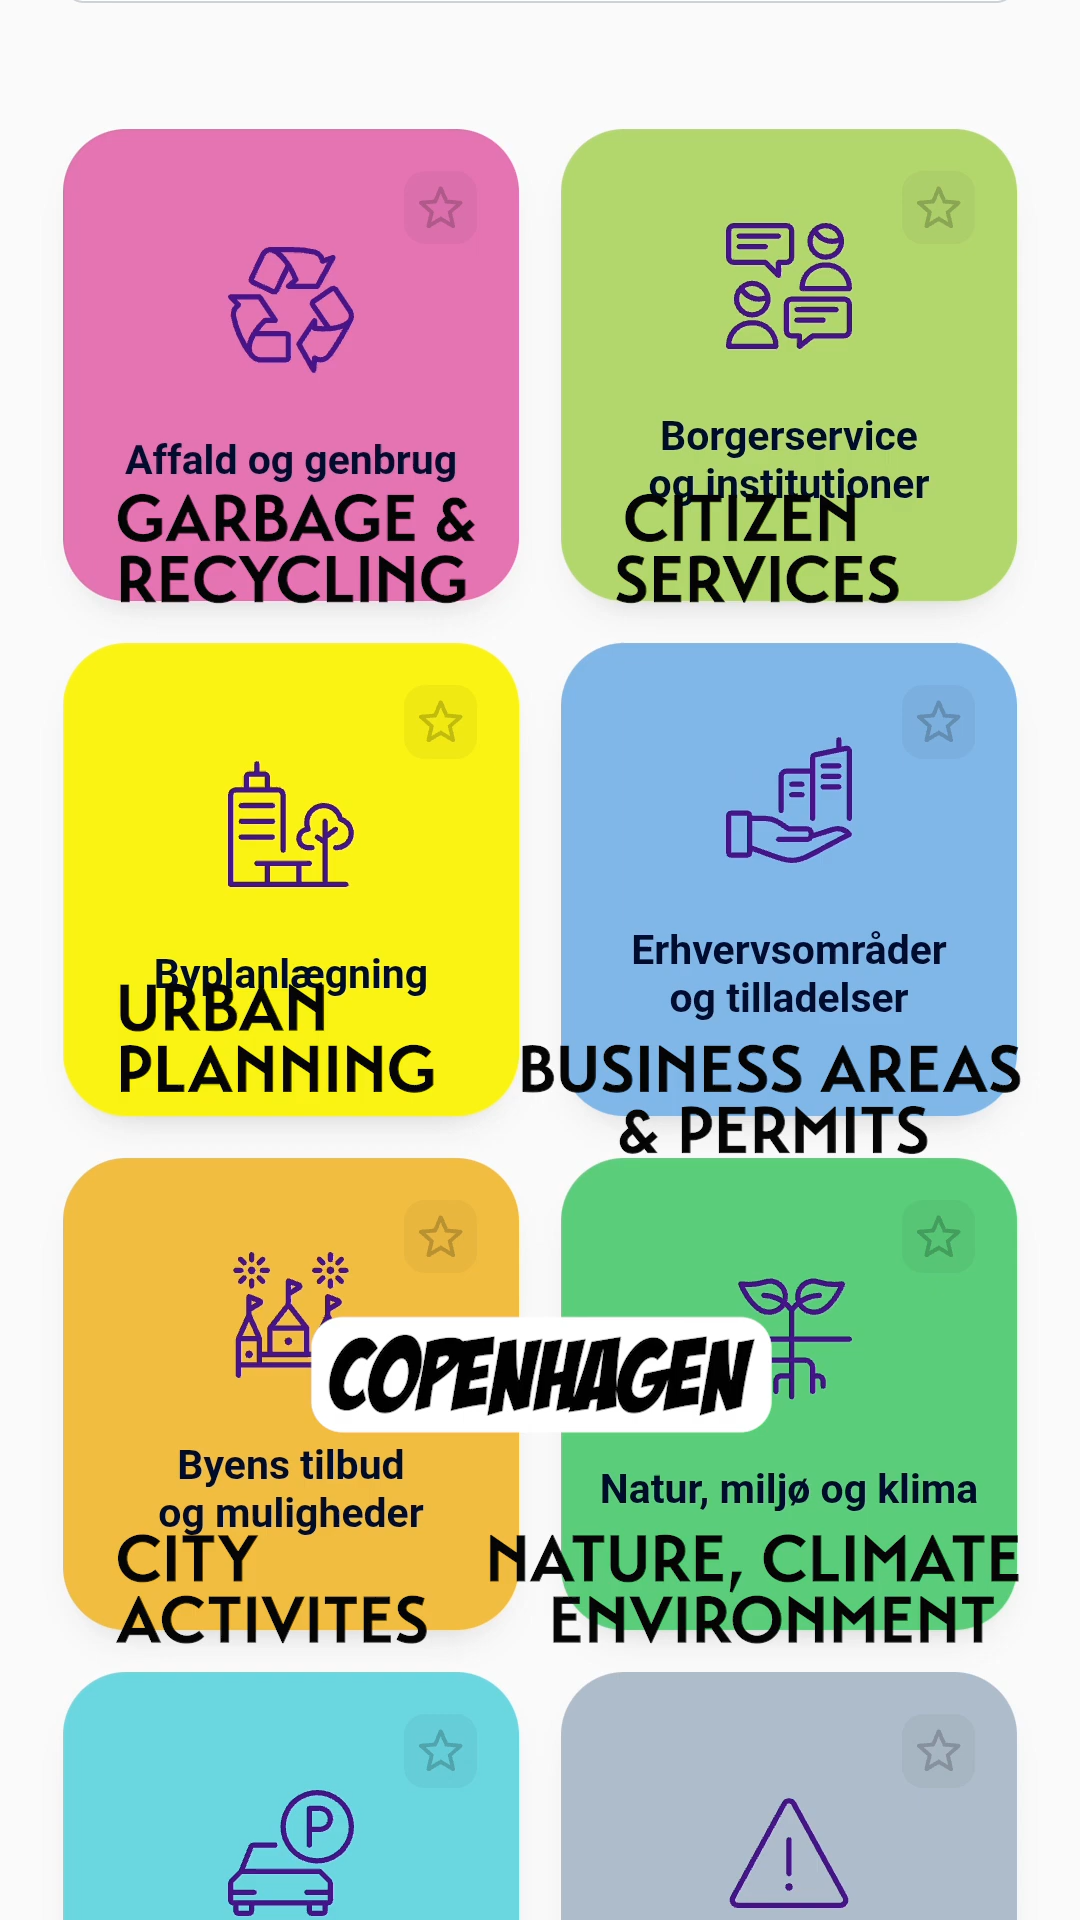 Affald og genbrug
GARBAGE &
RECYCLING
Borgerservice
og institutioner
CITIZEN
SERVICES
Byplanlægning
URBAN
PLANNING
Erhvervsområder
og tilladelser
BUSINESS AREAS
& PERMITS
COPENHAGEN
Byens tilbud
og muligheder
CITY
ACTIVITES
Natur, miljø og klima
NATURE, CLIMATE
ENVIRONMENT
P